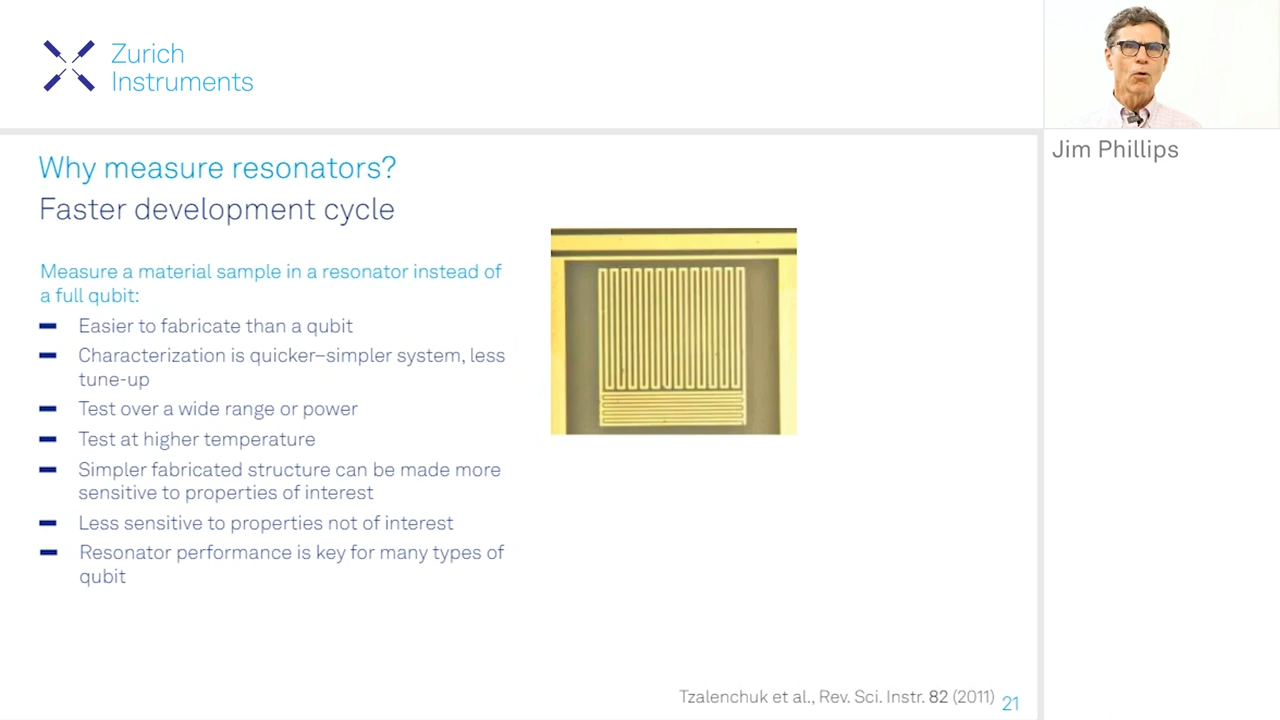 Zurich
Instruments
Jim Phillips
Why measure resonators?
Faster development cycle
Measure a material sample in a resonator instead of
a full qubit:
Easier to fabricate than a qubit
Characterization is quicker–simpler system, less
tune-up
Test over a wide range or power
Test at higher temperature
Simpler fabricated structure can be made more
sensitive to properties of interest
Less sensitive to properties not of interest
Resonator performance is key for many types of
qubit
Tzalenchuk et al., Rev. Sci. Instr. 82 (2011)
21